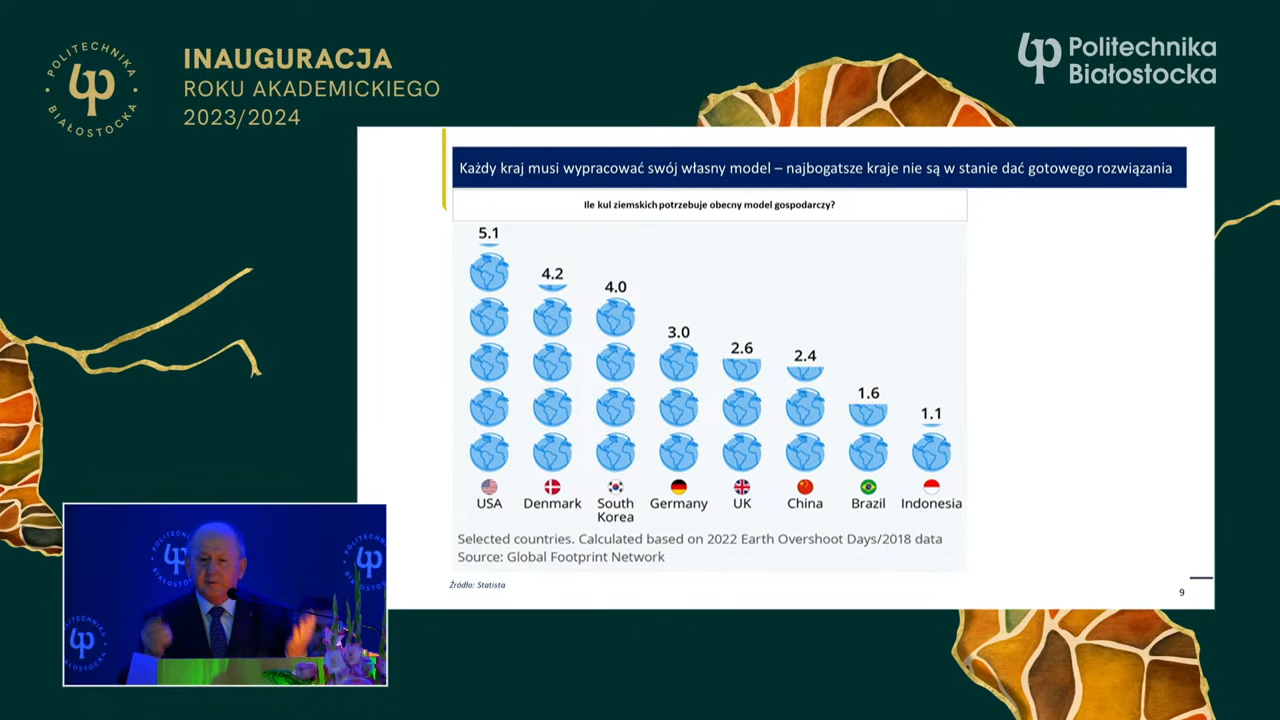 POLITECHNIKA
BIAŁOSTOCKA
INAUGURACJA
ROKU AKADEMICKIEGO
2023/2024
Politechnika
Białostocka
Każdy kraj musi wypracować swój własny model – najbogatsze kraje nie są w stanie dać gotowego rozwiązania
Ile kul ziemskich potrzebuje obecny model gospodarczy?
5.1
4.2
4.0
3.0
2.6
2.4
1.6
1.1
USA
Denmark
South
Korea
Germany
UK
China
Brazil
Indonesia
Selected countries. Calculated based on 2022 Earth Overshoot Days/2018 data
Source: Global Footprint Network
Źródło: Statista
9